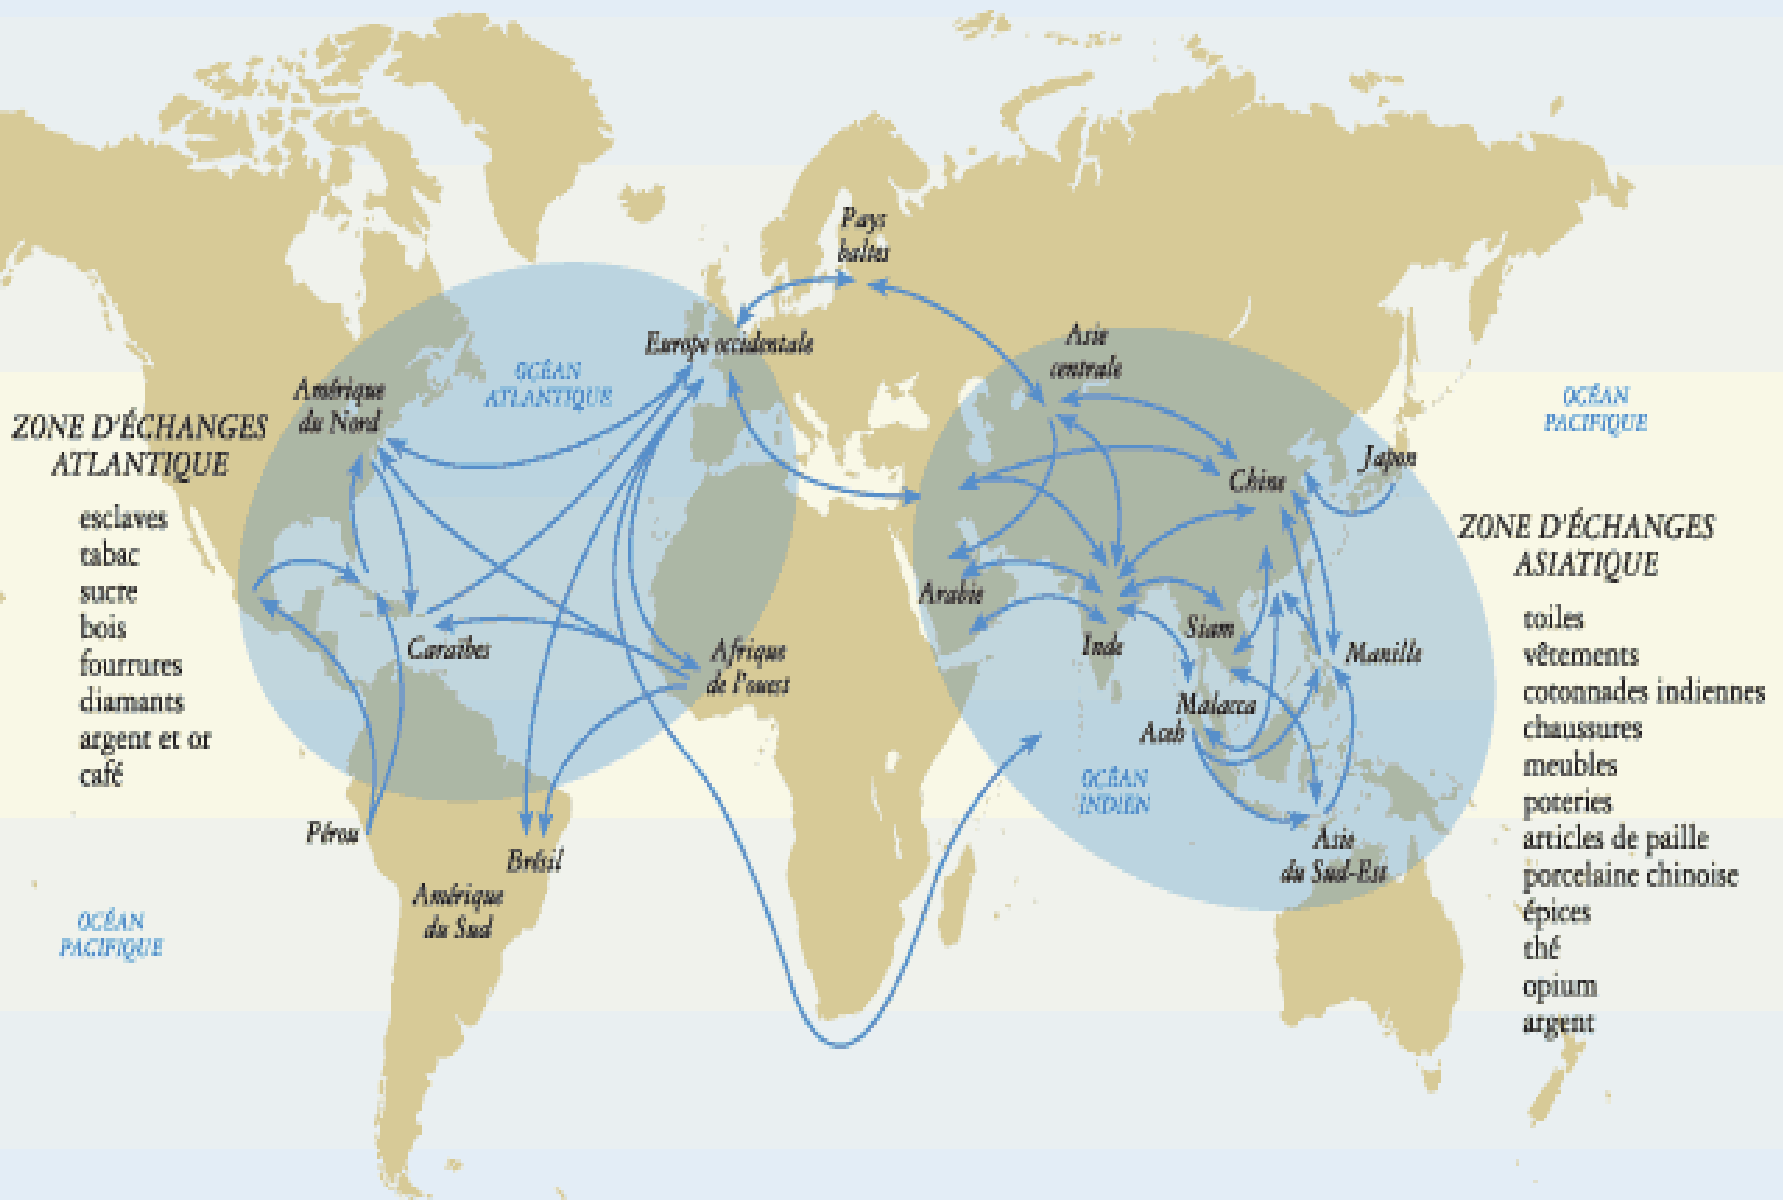 Pays
baltes
Europe occidentale
Asie
centrale
OCÉAN
ATLANTIQUE
Amérique
du Nord
OCÉAN
PACIFIQUE
ZONE D'ÉCHANGES
ATLANTIQUE
esclaves
tabac
sucre
bois
fourrures
diamants
argent et or
café
Japon
Chine
ZONE D'ÉCHANGES
ASIATIQUE
toiles
vêtements
cotonnades indiennes
chaussures
meubles
poteries
articles de paille
porcelaine chinoise
épices
thé
opium
argent
Arabie
Caraïbes
Afrique
de l'ouest
Inde
Siam
Manille
Malacca
Aceh
OCÉAN
INDIEN
Pérou
Brésil
Asie
du Sud-Est
Amérique
du Sud
OCÉAN
PACIFIQUE